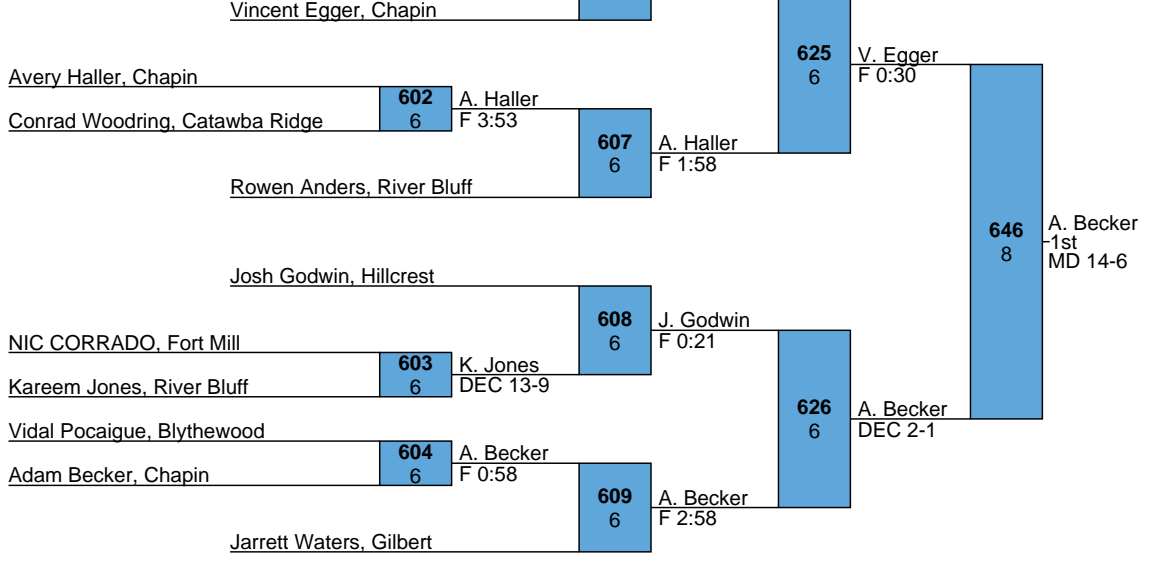 Vincent Egger, Chapin
625
6
V. Egger
F 0:30
Avery Haller, Chapin
602
6
A. Haller
F 3:53
Conrad Woodring, Catawba Ridge
607
6
A. Haller
F 1:58
Rowen Anders, River Bluff
646
8
A. Becker
1st
MD 14-6
Josh Godwin, Hillcrest
608
6
J. Godwin
F 0:21
NIC CORRADO, Fort Mill
603
6
K. Jones
DEC 13-9
Kareem Jones, River Bluff
626
6
A. Becker
DEC 2-1
Vidal Pocaigue, Blythewood
604
6
A. Becker
F 0:58
Adam Becker, Chapin
609
6
A. Becker
F 2:58
Jarrett Waters, Gilbert